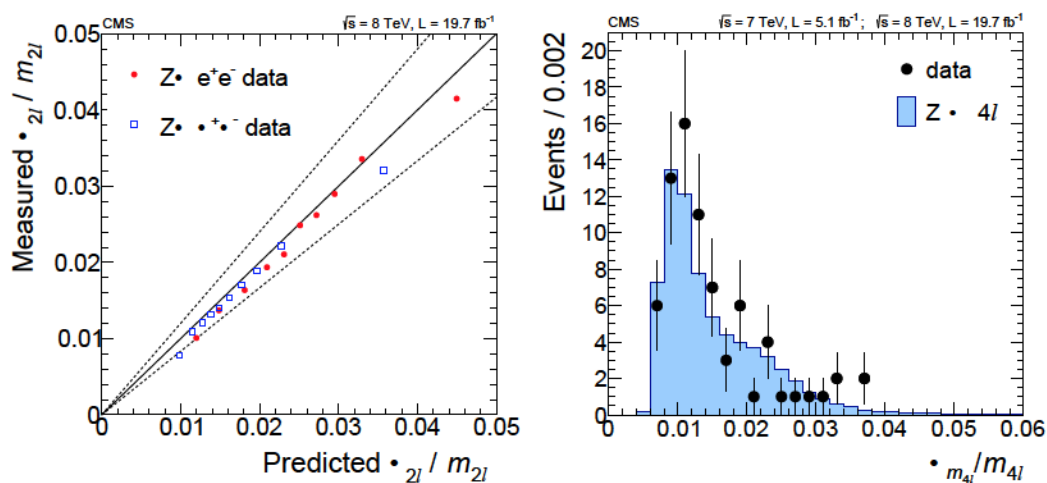 CMS √s = 8 TeV, L = 19.7 fb⁻¹
0.05
0.04
0.03
0.02
0.01
0
Measured •₂l / m₂l
Z• e⁺e⁻ data
Z• •⁺•⁻ data
0 0.01 0.02 0.03 0.04 0.05
Predicted •₂l / m₂l
CMS √s = 7 TeV, L = 5.1 fb⁻¹ ; √s = 8 TeV, L = 19.7 fb⁻¹
20
18
16
14
12
10
8
6
4
2
0
Events / 0.002
data
Z • 4l
0 0.01 0.02 0.03 0.04 0.05 0.06
•m₄l/m₄l